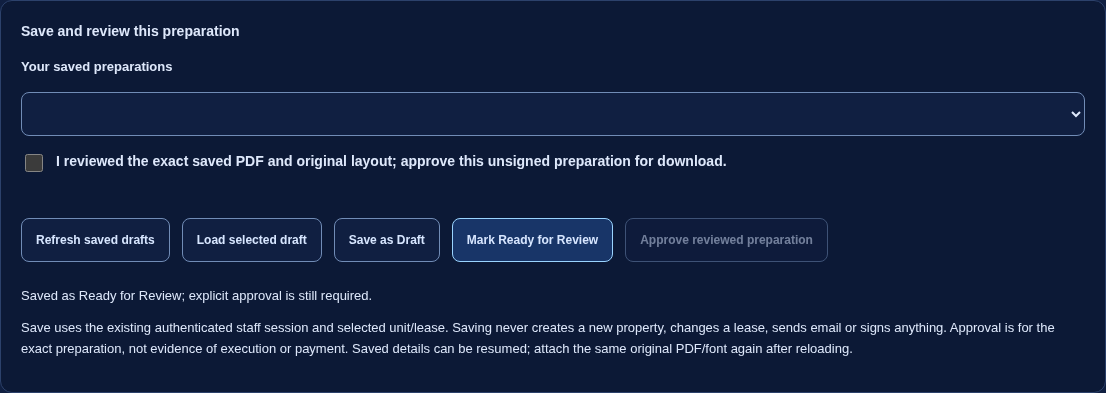 Save and review this preparation
Your saved preparations
I reviewed the exact saved PDF and original layout; approve this unsigned preparation for download.
Refresh saved drafts
Load selected draft
Save as Draft
Mark Ready for Review
Approve reviewed preparation
Saved as Ready for Review; explicit approval is still required.
Save uses the existing authenticated staff session and selected unit/lease. Saving never creates a new property, changes a lease, sends email or signs anything. Approval is for the
exact preparation, not evidence of execution or payment. Saved details can be resumed; attach the same original PDF/font again after reloading.